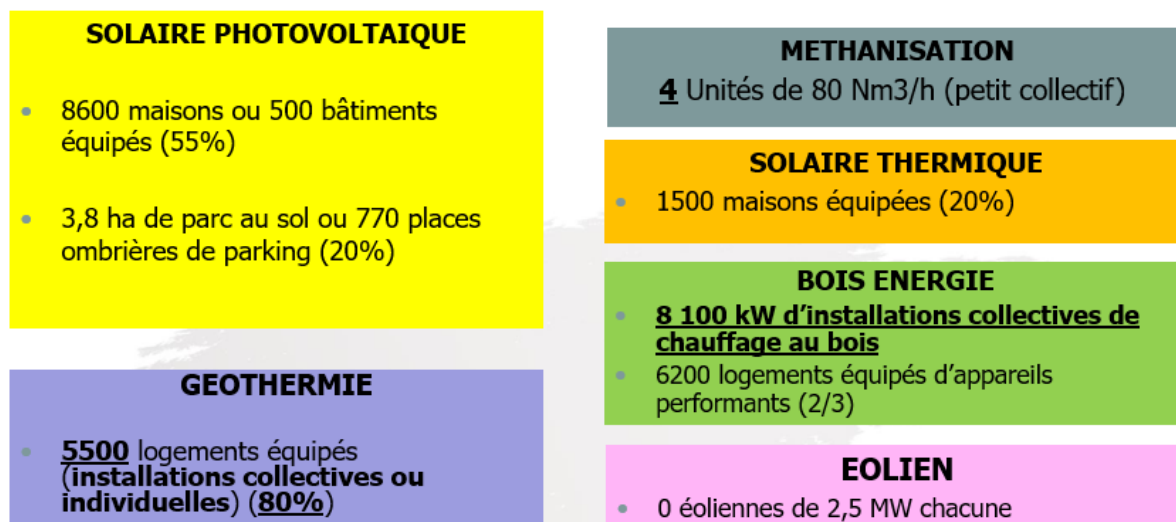 SOLAIRE PHOTOVOLTAIQUE
• 8600 maisons ou 500 bâtiments
équipés (55%)
• 3,8 ha de parc au sol ou 770 places
ombrières de parking (20%)
GEOTHERMIE
• 5500 logements équipés
(installations collectives ou
individuelles) (80%)
METHANISATION
4 Unités de 80 Nm3/h (petit collectif)
SOLAIRE THERMIQUE
• 1500 maisons équipées (20%)
BOIS ENERGIE
• 8 100 kW d’installations collectives de
chauffage au bois
• 6200 logements équipés d’appareils
performants (2/3)
EOLIEN
• 0 éoliennes de 2,5 MW chacune